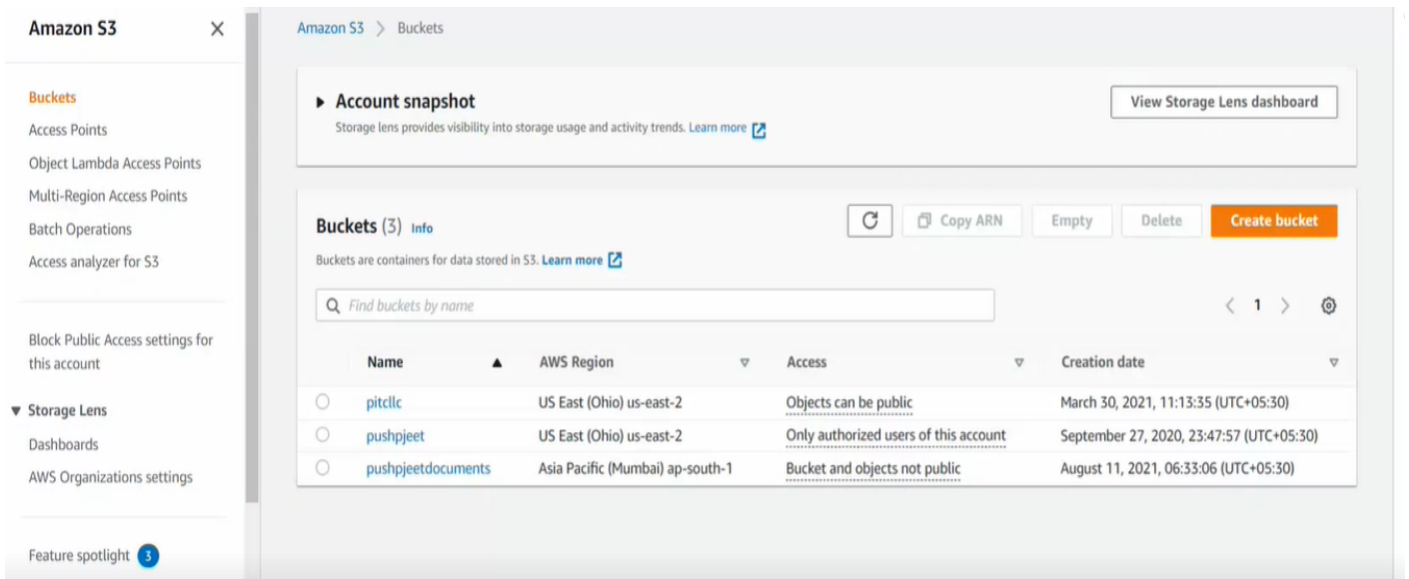 Amazon S3
Buckets
Access Points
Object Lambda Access Points
Multi-Region Access Points
Batch Operations
Access analyzer for S3
Block Public Access settings for
this account
Storage Lens
Dashboards
AWS Organizations settings
Feature spotlight 3
Amazon S3 > Buckets
Account snapshot
View Storage Lens dashboard
Storage lens provides visibility into storage usage and activity trends. Learn more
Buckets (3) Info
Copy ARN Empty Delete Create bucket
Buckets are containers for data stored in S3. Learn more
Find buckets by name
1
Name AWS Region Access Creation date
pitcllc US East (Ohio) us-east-2 Objects can be public March 30, 2021, 11:13:35 (UTC+05:30)
pushpjeet US East (Ohio) us-east-2 Only authorized users of this account September 27, 2020, 23:47:57 (UTC+05:30)
pushpjeetdocuments Asia Pacific (Mumbai) ap-south-1 Bucket and objects not public August 11, 2021, 06:33:06 (UTC+05:30)